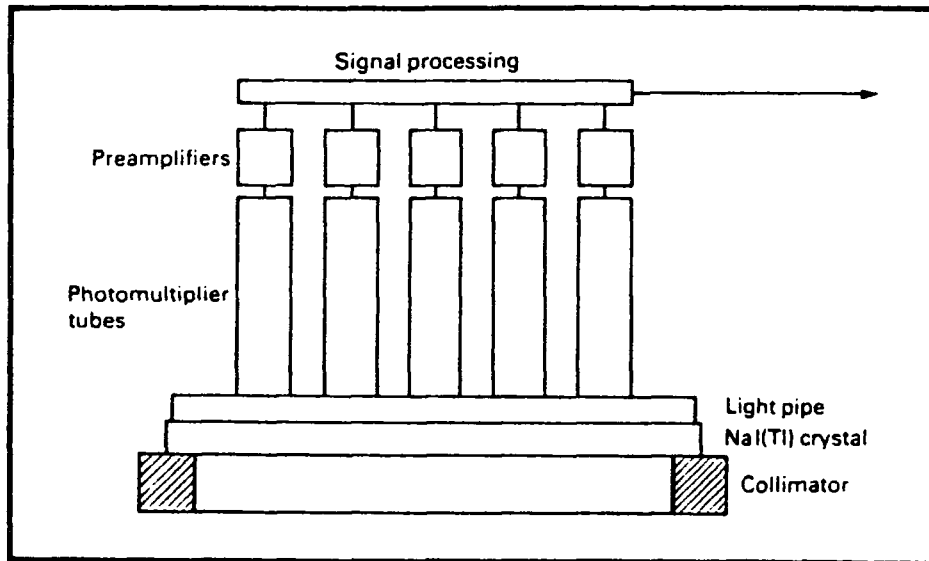 Signal processing
Preamplifiers
Photomultiplier
tubes
Light pipe
NaI(Tl) crystal
Collimator